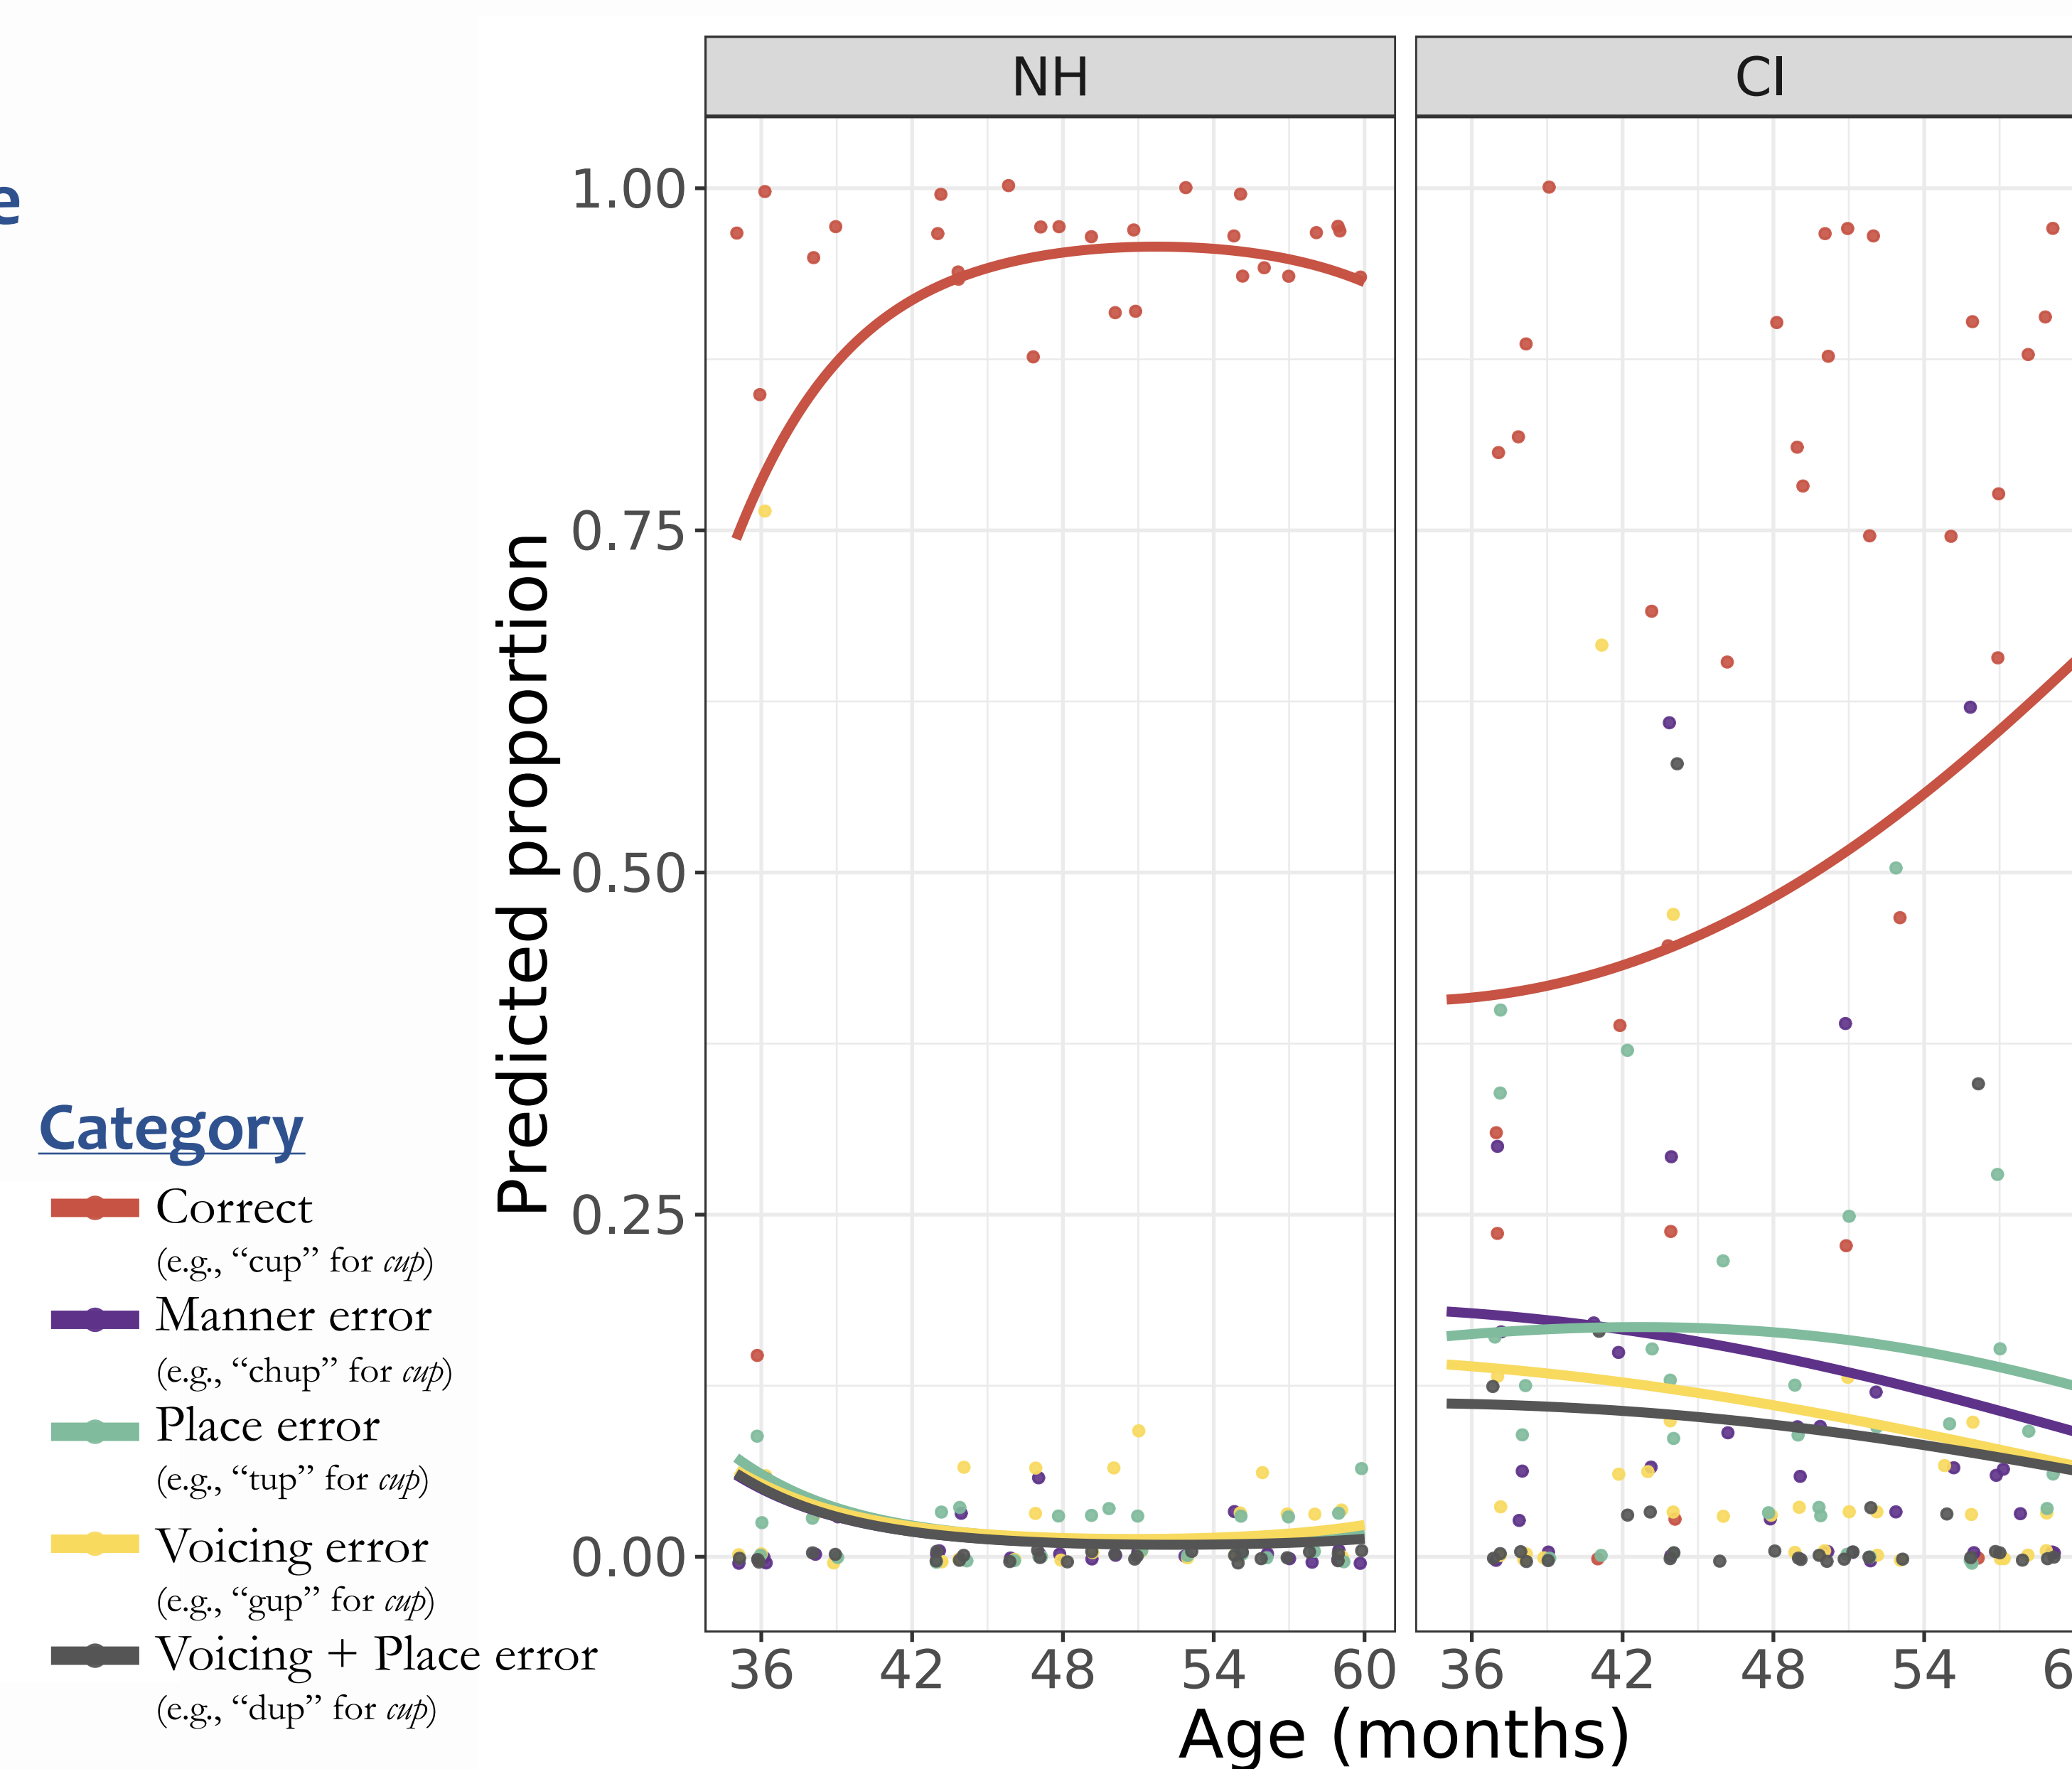 e
NH
CI
Predicted proportion
1.00
0.75
0.50
0.25
0.00
36 42 48 54 60
36 42 48 54 6
Age (months)
Category
Correct
(e.g., “cup” for cup)
Manner error
(e.g., “chup” for cup)
Place error
(e.g., “tup” for cup)
Voicing error
(e.g., “gup” for cup)
Voicing + Place error
(e.g., “dup” for cup)